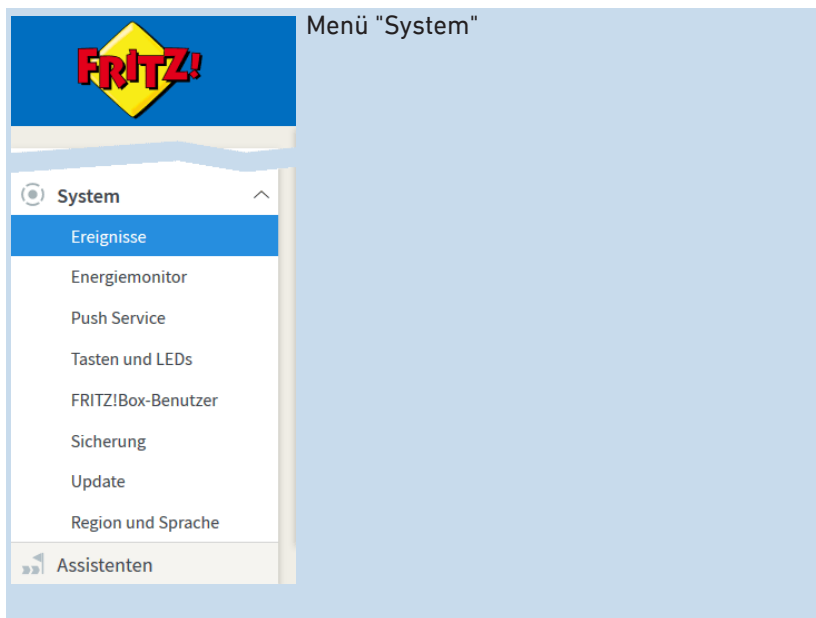 Menü "System"
FRITZ!
System
Ereignisse
Energiemonitor
Push Service
Tasten und LEDs
FRITZ!Box-Benutzer
Sicherung
Update
Region und Sprache
Assistenten